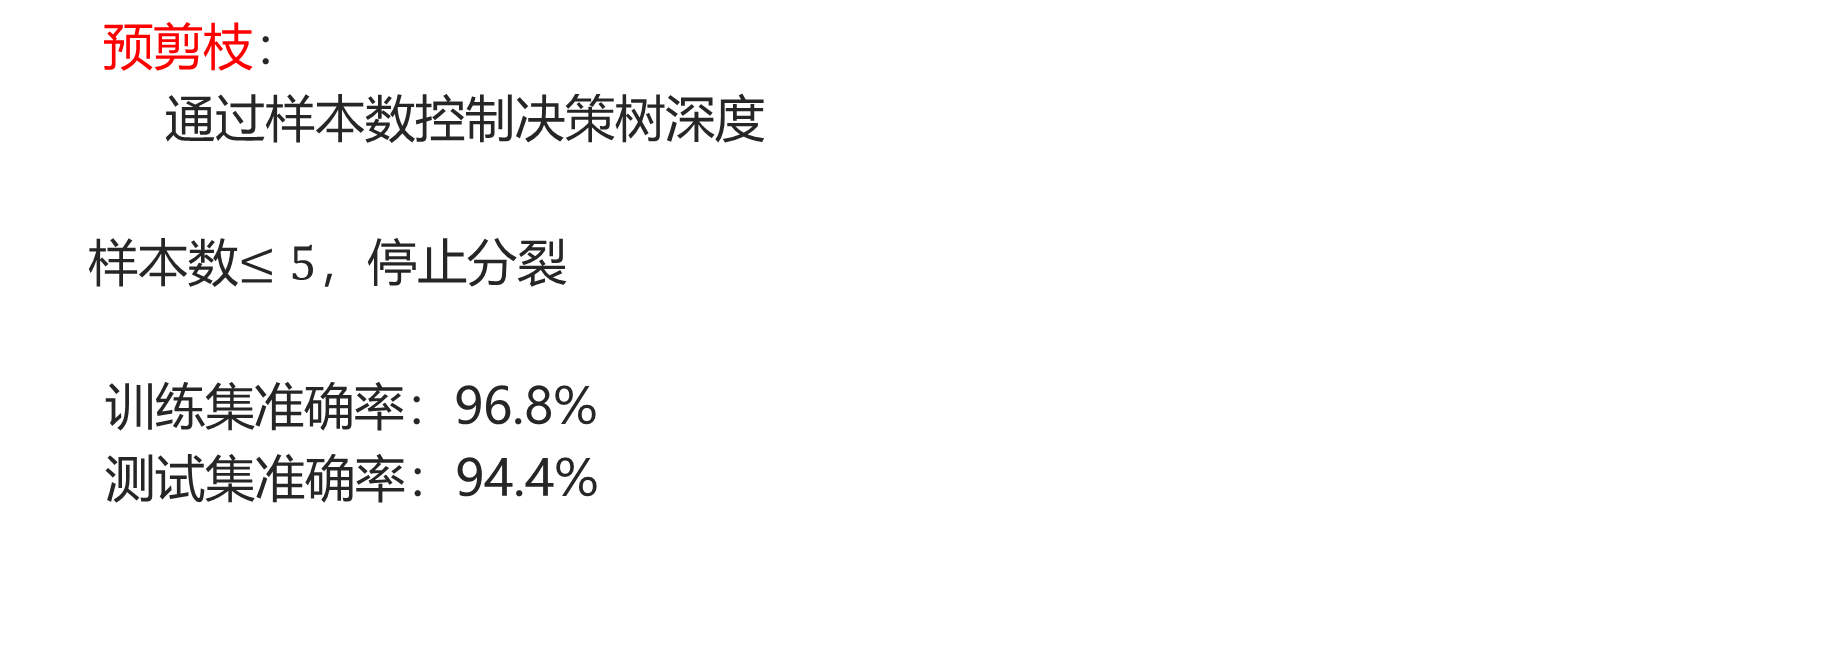 预剪枝：
通过样本数控制决策树深度
样本数≤ 5，停止分裂
训练集准确率：96.8%
测试集准确率：94.4%